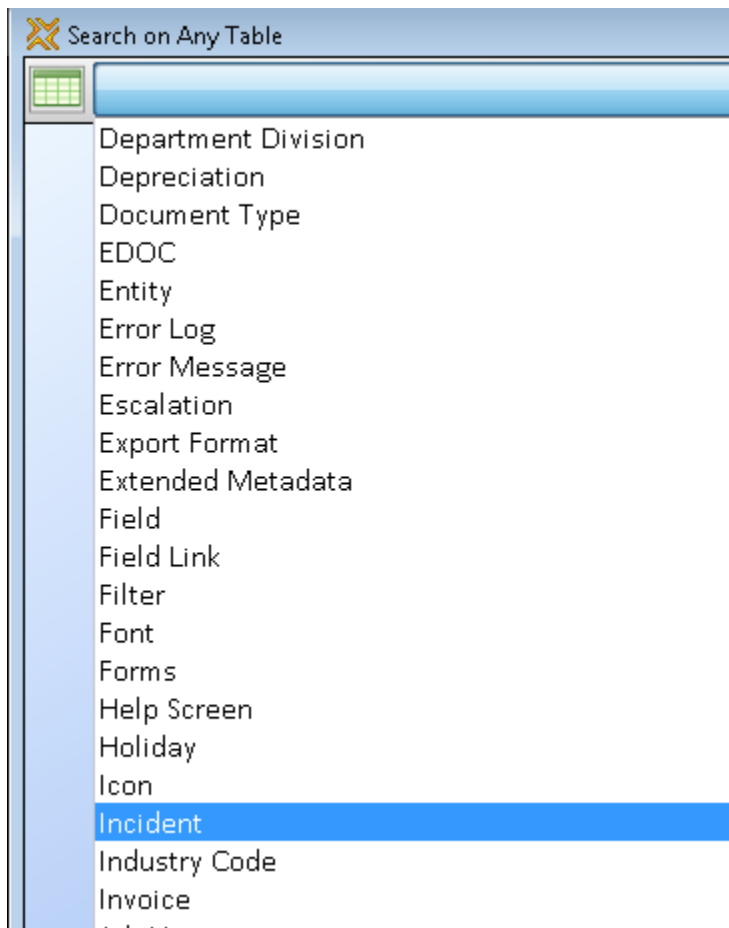 Search on Any Table
Department Division
Depreciation
Document Type
EDOC
Entity
Error Log
Error Message
Escalation
Export Format
Extended Metadata
Field
Field Link
Filter
Font
Forms
Help Screen
Holiday
Icon
Incident
Industry Code
Invoice